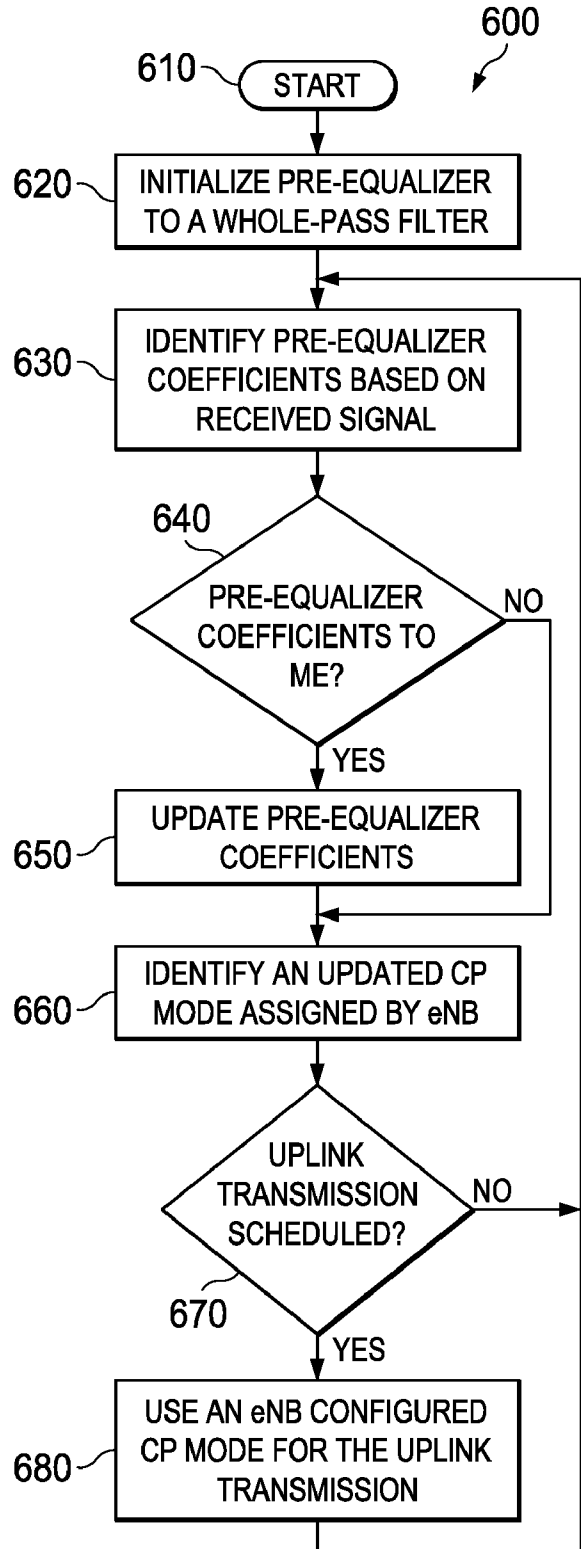 600
610
START
620
INITIALIZE PRE-EQUALIZER
TO A WHOLE-PASS FILTER
630
IDENTIFY PRE-EQUALIZER
COEFFICIENTS BASED ON
RECEIVED SIGNAL
640
PRE-EQUALIZER
COEFFICIENTS TO
ME?
NO
YES
650
UPDATE PRE-EQUALIZER
COEFFICIENTS
660
IDENTIFY AN UPDATED CP
MODE ASSIGNED BY eNB
UPLINK
TRANSMISSION
SCHEDULED?
NO
670
YES
680
USE AN eNB CONFIGURED
CP MODE FOR THE UPLINK
TRANSMISSION